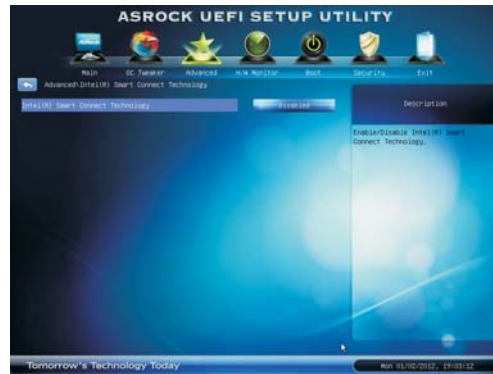 ASROCK UEFI SETUP UTILITY
Main OC Tweaker Advanced H/W Monitor Boot Security Exit
Advanced\Intel(R) Smart Connect Technology
Intel(R) Smart Connect Technology Disabled
Description
Enable/Disable Intel(R) Smart
Connect Technology.
Tomorrow's Technology Today
Mon 01/02/2012, 19:03:12